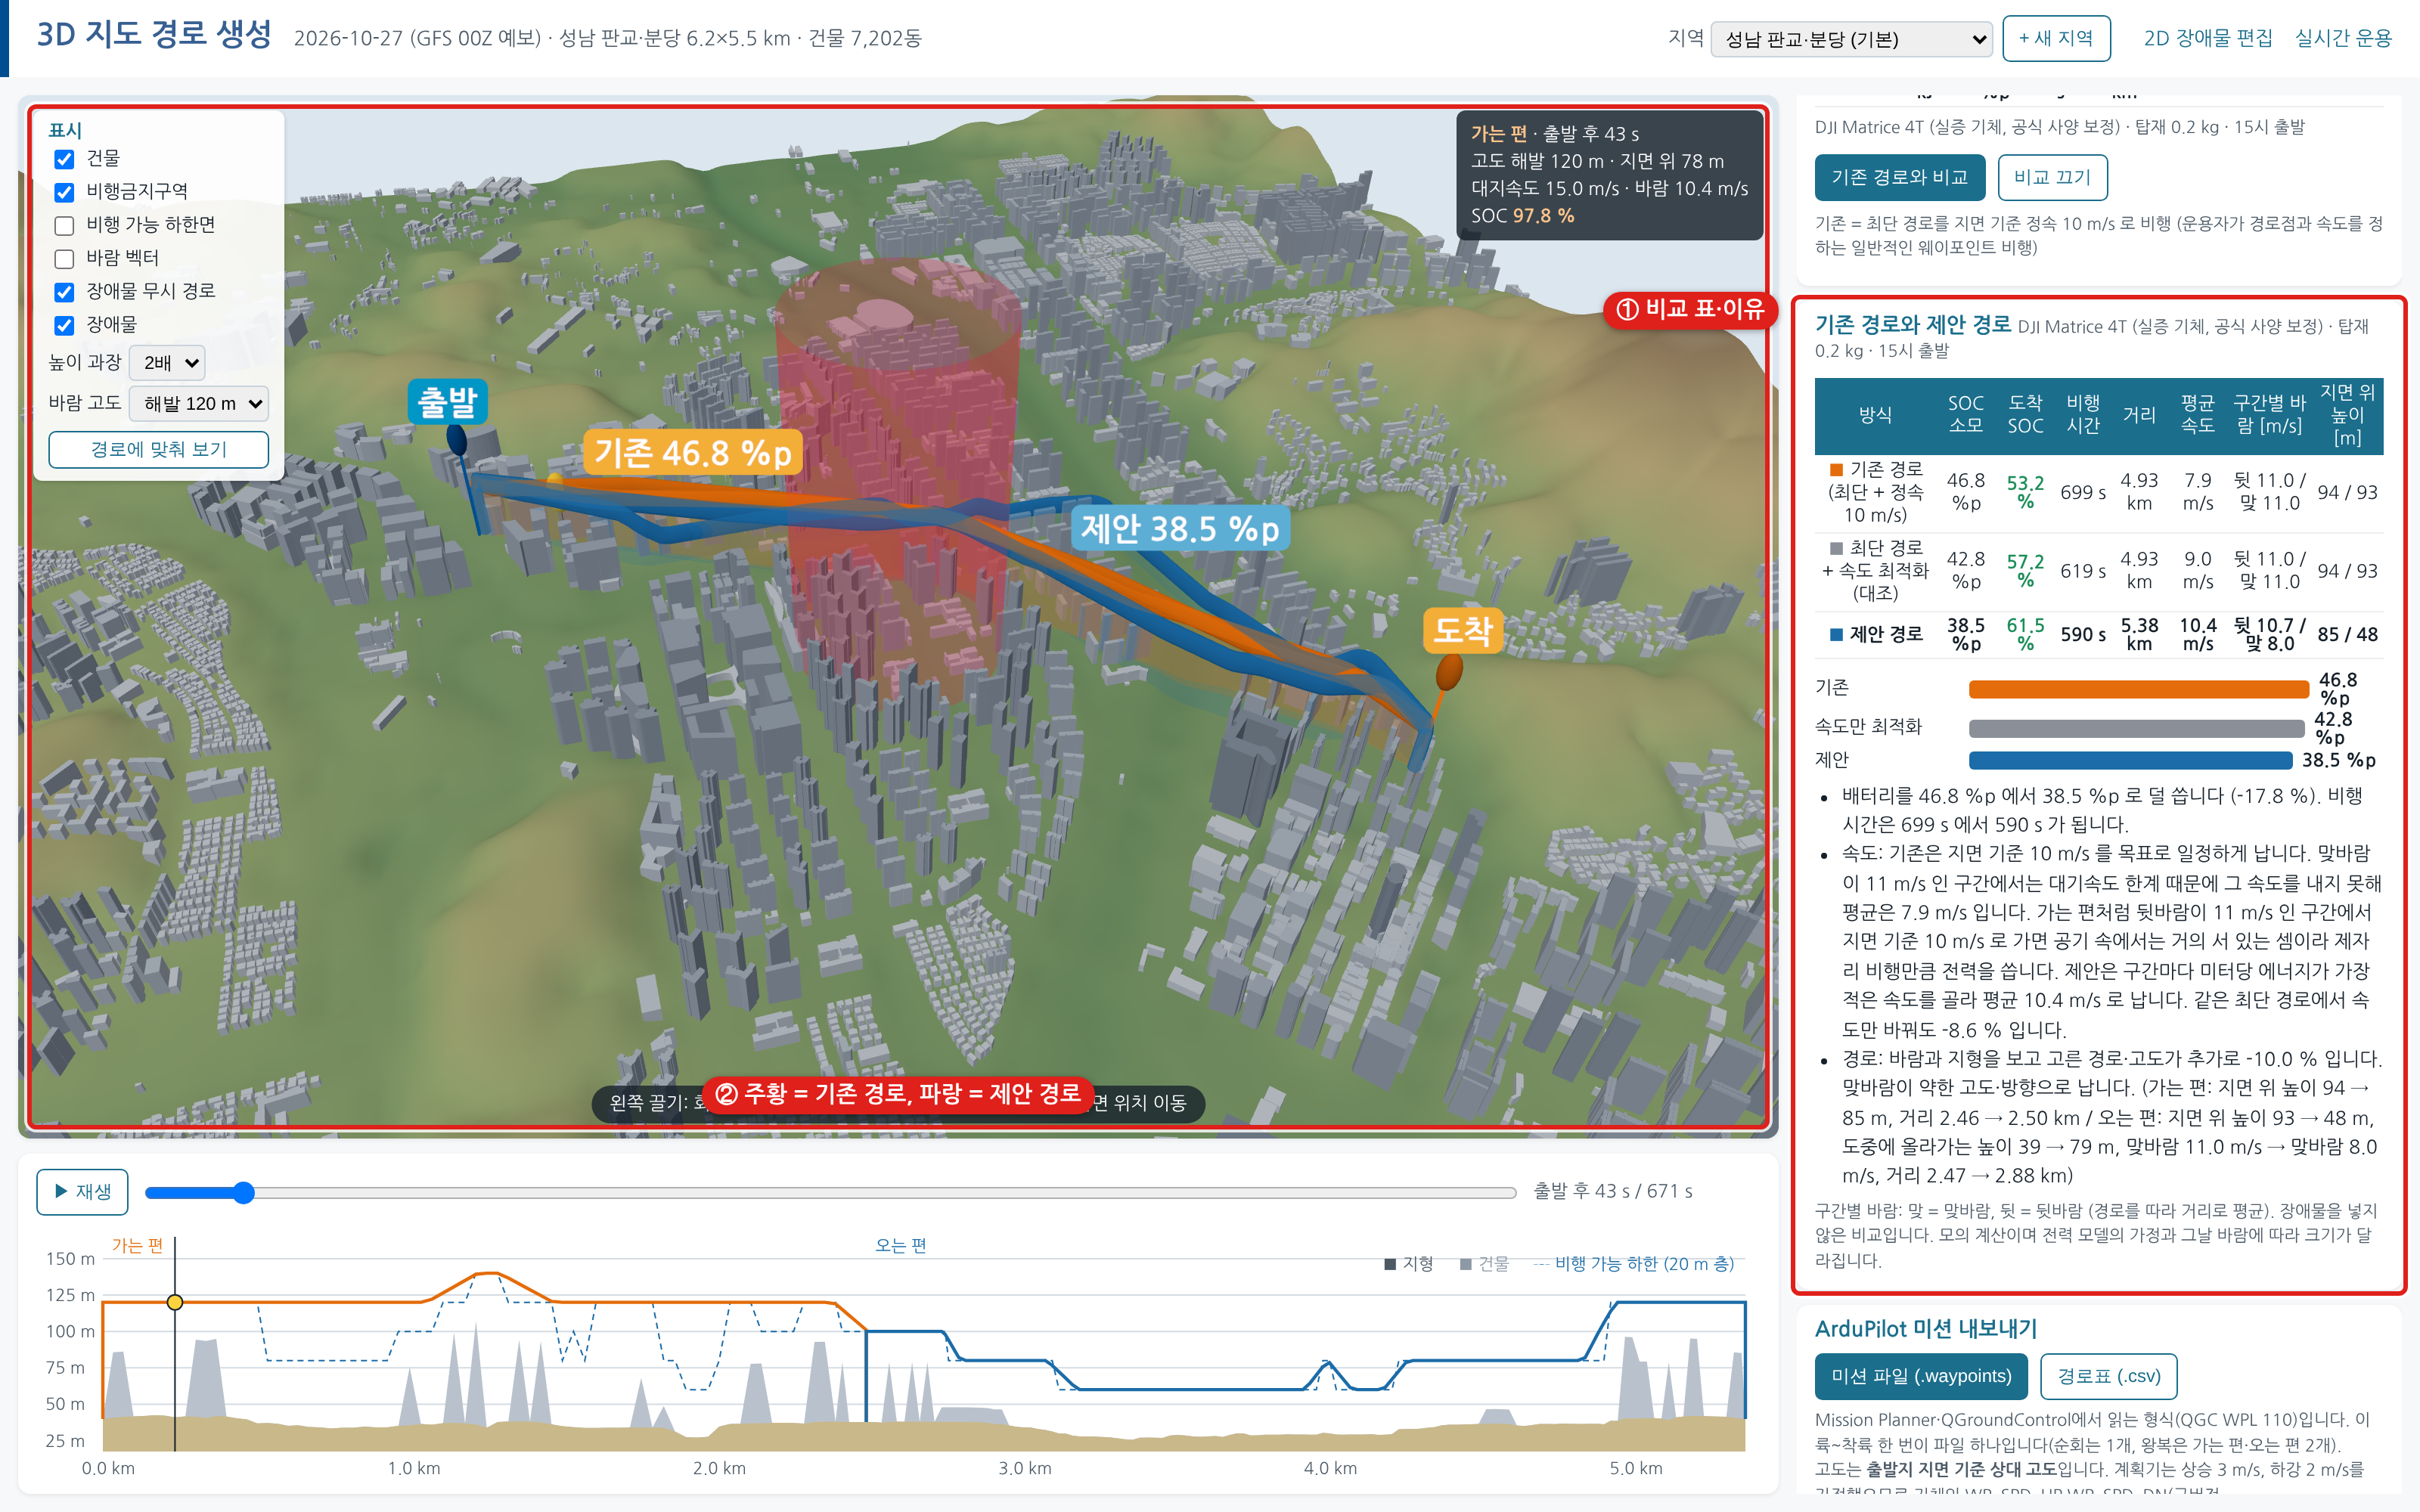 3D 지도 경로 생성
2026-10-27 (GFS 00Z 예보) · 성남 판교·분당 6.2×5.5 km · 건물 7,202동
지역
성남 판교·분당 (기본)
+ 새 지역
2D 장애물 편집
실시간 운용
표시
건물
비행금지구역
비행 가능 하한면
바람 벡터
장애물 무시 경로
장애물
높이 과장 2배
바람 고도 해발 120 m
경로에 맞춰 보기
가는 편 · 출발 후 43 s
고도 해발 120 m · 지면 위 78 m
대지속도 15.0 m/s · 바람 10.4 m/s
SOC 97.8 %
① 비교 표·이유
출발
기존 46.8 %p
제안 38.5 %p
도착
왼쪽 끌기:
② 주황 = 기존 경로, 파랑 = 제안 경로
위치 이동
▶ 재생
출발 후 43 s / 671 s
가는 편
오는 편
지형
건물
비행 가능 하한 (20 m 층)
150 m
125 m
100 m
75 m
50 m
25 m
0.0 km
1.0 km
2.0 km
3.0 km
4.0 km
5.0 km
%p
km
DJI Matrice 4T (실증 기체, 공식 사양 보정) · 탑재 0.2 kg · 15시 출발
기존 경로와 비교
비교 끄기
기존 = 최단 경로를 지면 기준 정속 10 m/s 로 비행 (운용자가 경로점과 속도를 정
하는 일반적인 웨이포인트 비행)
기존 경로와 제안 경로 DJI Matrice 4T (실증 기체, 공식 사양 보정) · 탑재
0.2 kg · 15시 출발
방식
SOC 소모
도착 SOC
비행 시간
거리
평균 속도
구간별 바람 [m/s]
지면 위 높이 [m]
기존 경로 (최단 + 정속 10 m/s)
46.8 %p
53.2 %
699 s
4.93 km
7.9 m/s
뒷 11.0 / 맞 11.0
94 / 93
최단 경로 + 속도 최적화 (대조)
42.8 %p
57.2 %
619 s
4.93 km
9.0 m/s
뒷 11.0 / 맞 11.0
94 / 93
제안 경로
38.5 %p
61.5 %
590 s
5.38 km
10.4 m/s
뒷 10.7 / 맞 8.0
85 / 48
기존
46.8 %p
속도만 최적화
42.8 %p
제안
38.5 %p
• 배터리를 46.8 %p 에서 38.5 %p 로 덜 씁니다 (-17.8 %). 비행
시간은 699 s 에서 590 s 가 됩니다.
• 속도: 기존은 지면 기준 10 m/s 를 목표로 일정하게 납니다. 맞바람
이 11 m/s 인 구간에서는 대기속도 한계 때문에 그 속도를 내지 못해
평균은 7.9 m/s 입니다. 가는 편처럼 뒷바람이 11 m/s 인 구간에서
지면 기준 10 m/s 로 가면 공기 속에서는 거의 서 있는 셈이라 제자
리 비행만큼 전력을 씁니다. 제안은 구간마다 미터당 에너지가 가장
적은 속도를 골라 평균 10.4 m/s 로 납니다. 같은 최단 경로에서 속
도만 바꿔도 -8.6 % 입니다.
• 경로: 바람과 지형을 보고 고른 경로·고도가 추가로 -10.0 % 입니다.
맞바람이 약한 고도·방향으로 납니다. (가는 편: 지면 위 높이 94 →
85 m, 거리 2.46 → 2.50 km / 오는 편: 지면 위 높이 93 → 48 m,
도중에 올라가는 높이 39 → 79 m, 맞바람 11.0 m/s → 맞바람 8.0
m/s, 거리 2.47 → 2.88 km)
구간별 바람: 맞 = 맞바람, 뒷 = 뒷바람 (경로를 따라 거리로 평균). 장애물을 넣지
않은 비교입니다. 모의 계산이며 전력 모델의 가정과 그날 바람에 따라 크기가 달
라집니다.
ArduPilot 미션 내보내기
미션 파일 (.waypoints)
경로표 (.csv)
Mission Planner·QGroundControl에서 읽는 형식(QGC WPL 110)입니다. 이
륙~착륙 한 번이 파일 하나입니다(순회는 1개, 왕복은 가는 편·오는 편 2개).
고도는 출발지 지면 기준 상대 고도입니다. 계획기는 상승 3 m/s, 하강 2 m/s를